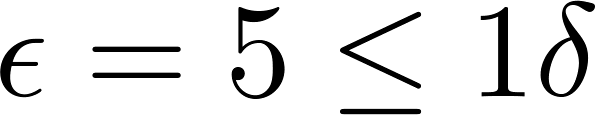 ϵ = 5 ≤ 1δ